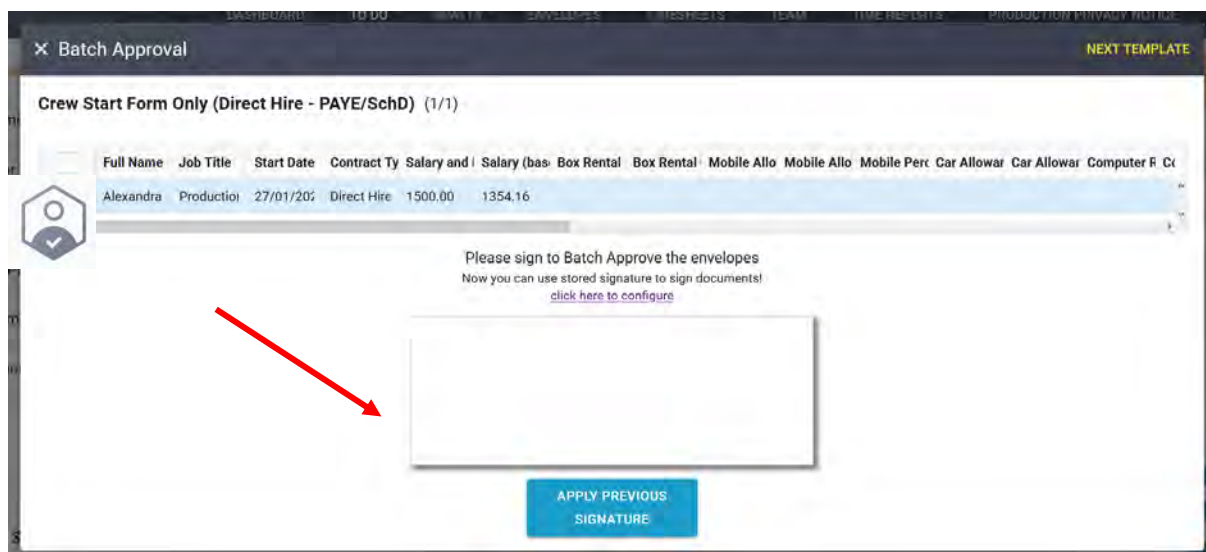 DASHBOARD TO DO DRAFTS ENVELOPES TIMESHEETS TEAM TIME REPORTS PRODUCTION PRIVACY NOTICE
× Batch Approval NEXT TEMPLATE
Crew Start Form Only (Direct Hire - PAYE/SchD) (1/1)
Full Name Job Title Start Date Contract Ty Salary and Salary (bas Box Rental Box Rental Mobile Allo Mobile Allo Mobile Perc Car Allowar Car Allowar Computer R
Alexandra Production 27/01/202 Direct Hire 1500.00 1354.16
Please sign to Batch Approve the envelopes
Now you can use stored signature to sign documents!
click here to configure
APPLY PREVIOUS
SIGNATURE